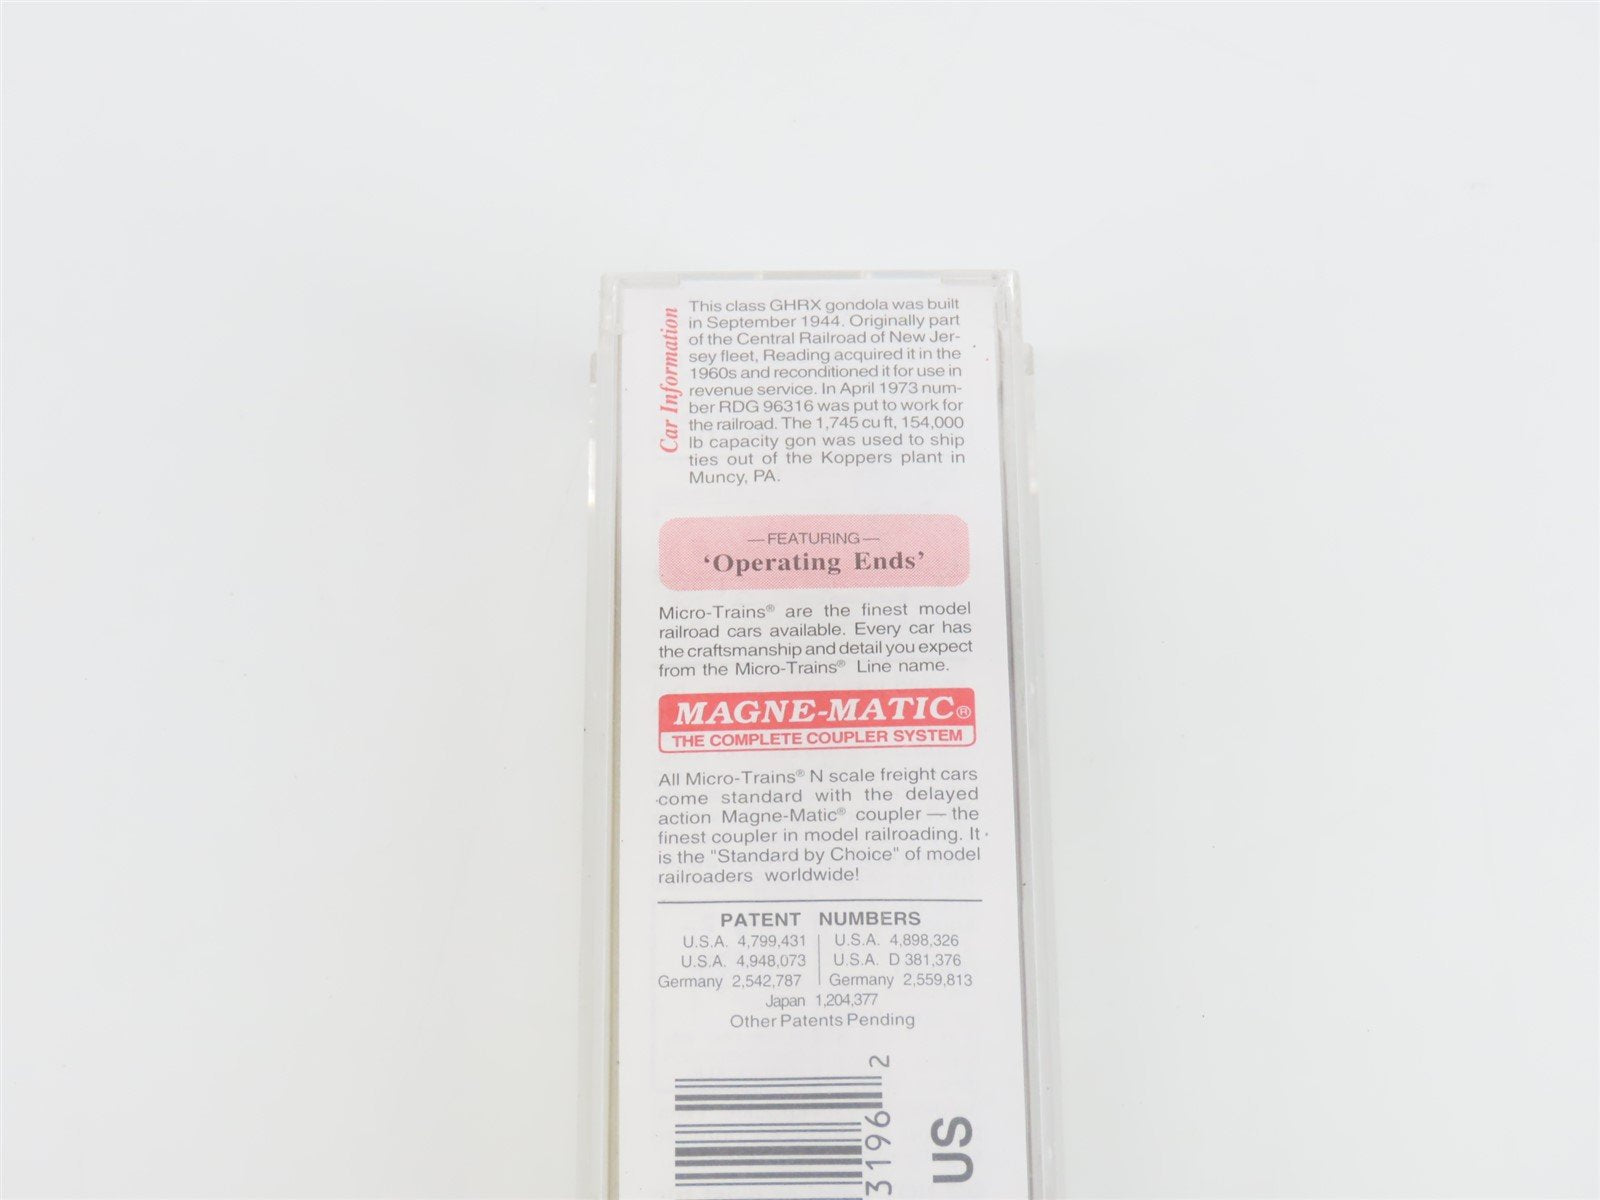 Car Information
This class GHRX gondola was built
in September 1944. Originally part
of the Central Railroad of New Jer-
sey fleet, Reading acquired it in the
1960s and reconditioned it for use in
revenue service. In April 1973 num-
ber RDG 96316 was put to work for
the railroad. The 1,745 cu ft, 154,000
lb capacity gon was used to ship
ties out of the Koppers plant in
Muncy, PA.
—FEATURING—
‘Operating Ends’
Micro-Trains® are the finest model
railroad cars available. Every car has
the craftsmanship and detail you expect
from the Micro-Trains® Line name.
MAGNE-MATIC®
THE COMPLETE COUPLER SYSTEM
All Micro-Trains® N scale freight cars
come standard with the delayed
action Magne-Matic® coupler — the
finest coupler in model railroading. It
is the "Standard by Choice" of model
railroaders worldwide!
PATENT NUMBERS
U.S.A. 4,799,431 U.S.A. 4,898,326
U.S.A. 4,948,073 U.S.A. D 381,376
Germany 2,542,787 Germany 2,559,813
Japan 1,204,377
Other Patents Pending
3196 2
US